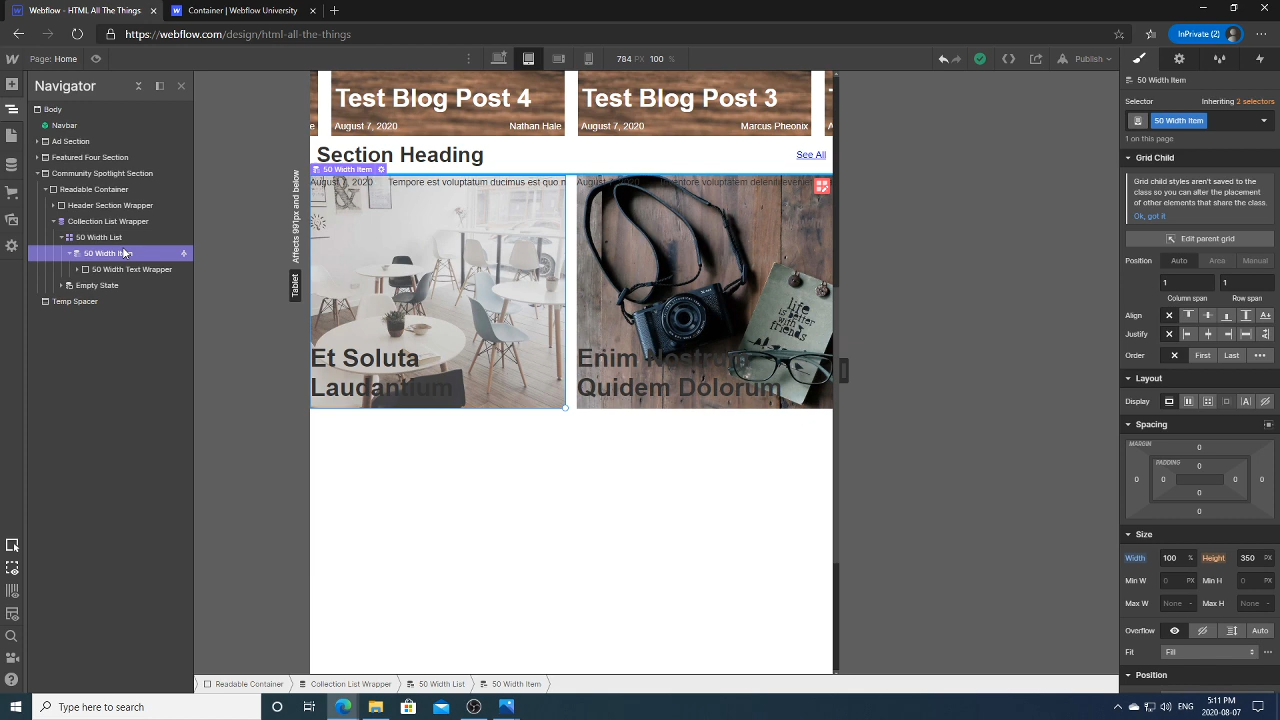 Webflow - HTML All The Things
Container | Webflow University
https://webflow.com/design/html-all-the-things
InPrivate (2)
Page: Home
784 PX 100 %
Publish
Navigator
Body
Navbar
Ad Section
Featured Four Section
Community Spotlight Section
Readable Container
Header Section Wrapper
Collection List Wrapper
50 Width List
50 Width Item
50 Width Text Wrapper
Empty State
Temp Spacer
Affects 991px and below
Tablet
Test Blog Post 4
August 7, 2020
Nathan Hale
Test Blog Post 3
August 7, 2020
Marcus Pheonix
Section Heading
See All
50 Width Item
August 7, 2020
Tempore est voluptatum ducimus est quo n
August 7, 2020
Inventore voluptatem deleniti
Et Soluta
Laudantium
Enim Nostrum
Quidem Dolorum
life is
better
with
friends
50 Width Item
Selector
Inheriting 2 selectors
50 Width Item
1 on this page
Grid Child
Grid child styles aren't saved to the
class so you can alter the placement
of other elements that share the class.
Ok, got it
Edit parent grid
Position Auto Area Manual
1 1
Column span Row span
Align
Justify
Order First Last
Layout
Display
Spacing
MARGIN
0
PADDING
0
0 0 0 0
0
0
Size
Width 100 % Height 350 PX
Min W 0 PX Min H 0 PX
Max W None - Max H None -
Overflow Auto
Fit Fill
Position
Readable Container
Collection List Wrapper
50 Width List
50 Width Item
Type here to search
ENG
5:11 PM
2020-08-07